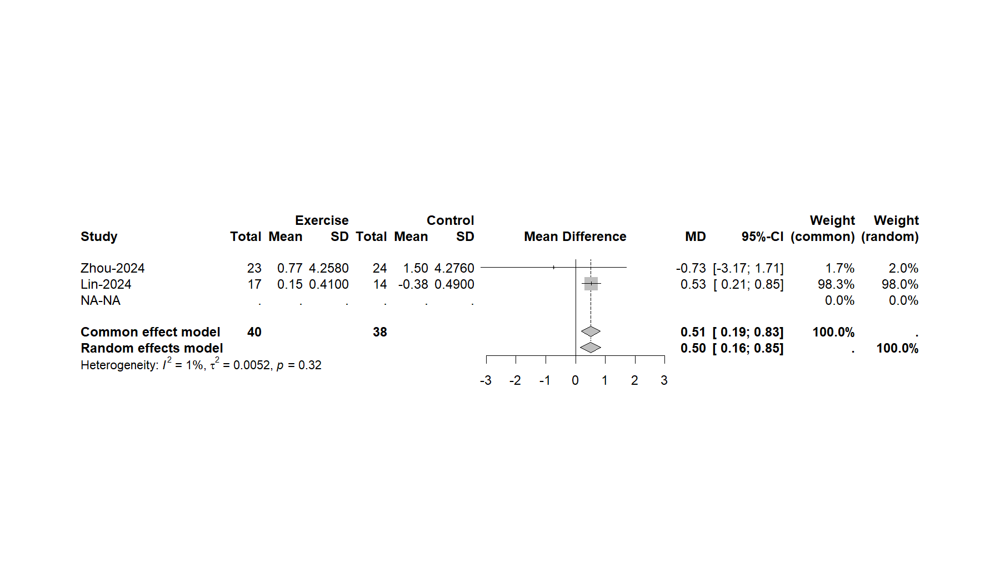 Exercise Control Weight Weight
Study Total Mean SD Total Mean SD Mean Difference MD 95%-CI (common) (random)
Zhou-2024 23 0.77 4.2580 24 1.50 4.2760 -0.73 [-3.17; 1.71] 1.7% 2.0%
Lin-2024 17 0.15 0.4100 14 -0.38 0.4900 0.53 [ 0.21; 0.85] 98.3% 98.0%
NA-NA . . . . . . 0.0% 0.0%
Common effect model 40 38 0.51 [ 0.19; 0.83] 100.0% .
Random effects model 0.50 [ 0.16; 0.85] . 100.0%
Heterogeneity: I² = 1%, τ² = 0.0052, p = 0.32
-3 -2 -1 0 1 2 3